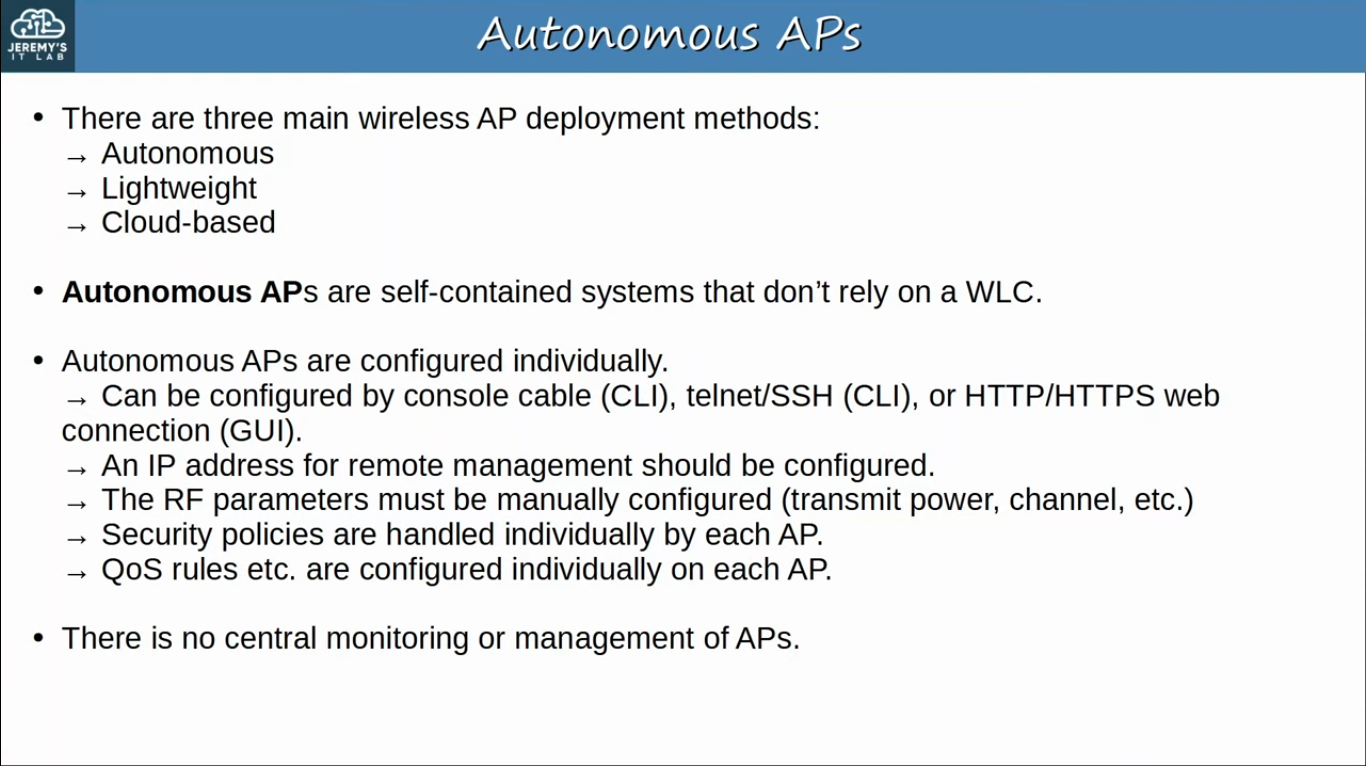 JEREMY'S
IT LAB
Autonomous APs
• There are three main wireless AP deployment methods:
→ Autonomous
→ Lightweight
→ Cloud-based
• Autonomous APs are self-contained systems that don’t rely on a WLC.
• Autonomous APs are configured individually.
→ Can be configured by console cable (CLI), telnet/SSH (CLI), or HTTP/HTTPS web
connection (GUI).
→ An IP address for remote management should be configured.
→ The RF parameters must be manually configured (transmit power, channel, etc.)
→ Security policies are handled individually by each AP.
→ QoS rules etc. are configured individually on each AP.
• There is no central monitoring or management of APs.